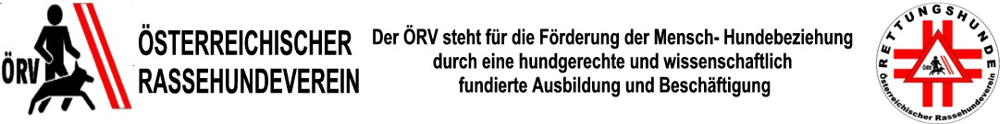 ÖRV
ÖSTERREICHISCHER
RASSEHUNDEVEREIN
Der ÖRV steht für die Förderung der Mensch- Hundebeziehung
durch eine hundgerechte und wissenschaftlich
fundierte Ausbildung und Beschäftigung
RETTUNGSHUNDE
ÖRV
Österreichischer Rassehundeverein